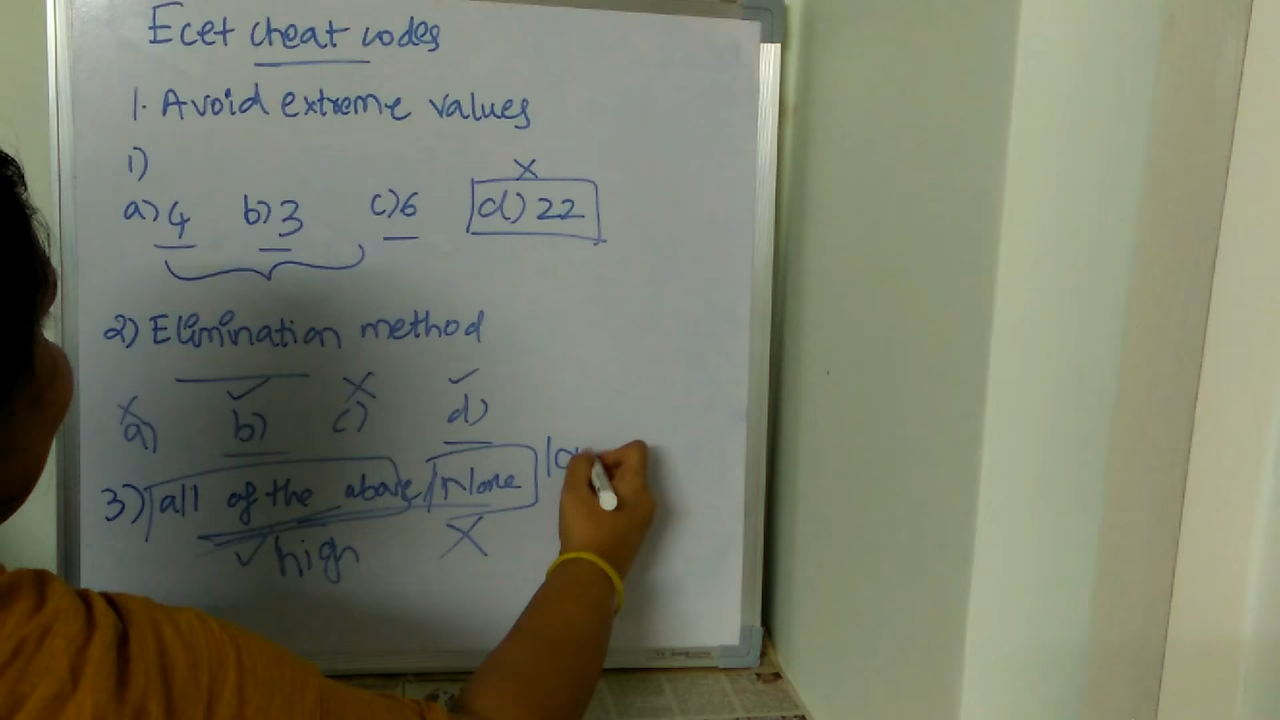 Ecet cheat codes
1. Avoid extreme values
1)
a) 4 b) 3 c) 6 d) 22
2) Elimination method
a) b) c) d)
3) all of the above / None
high